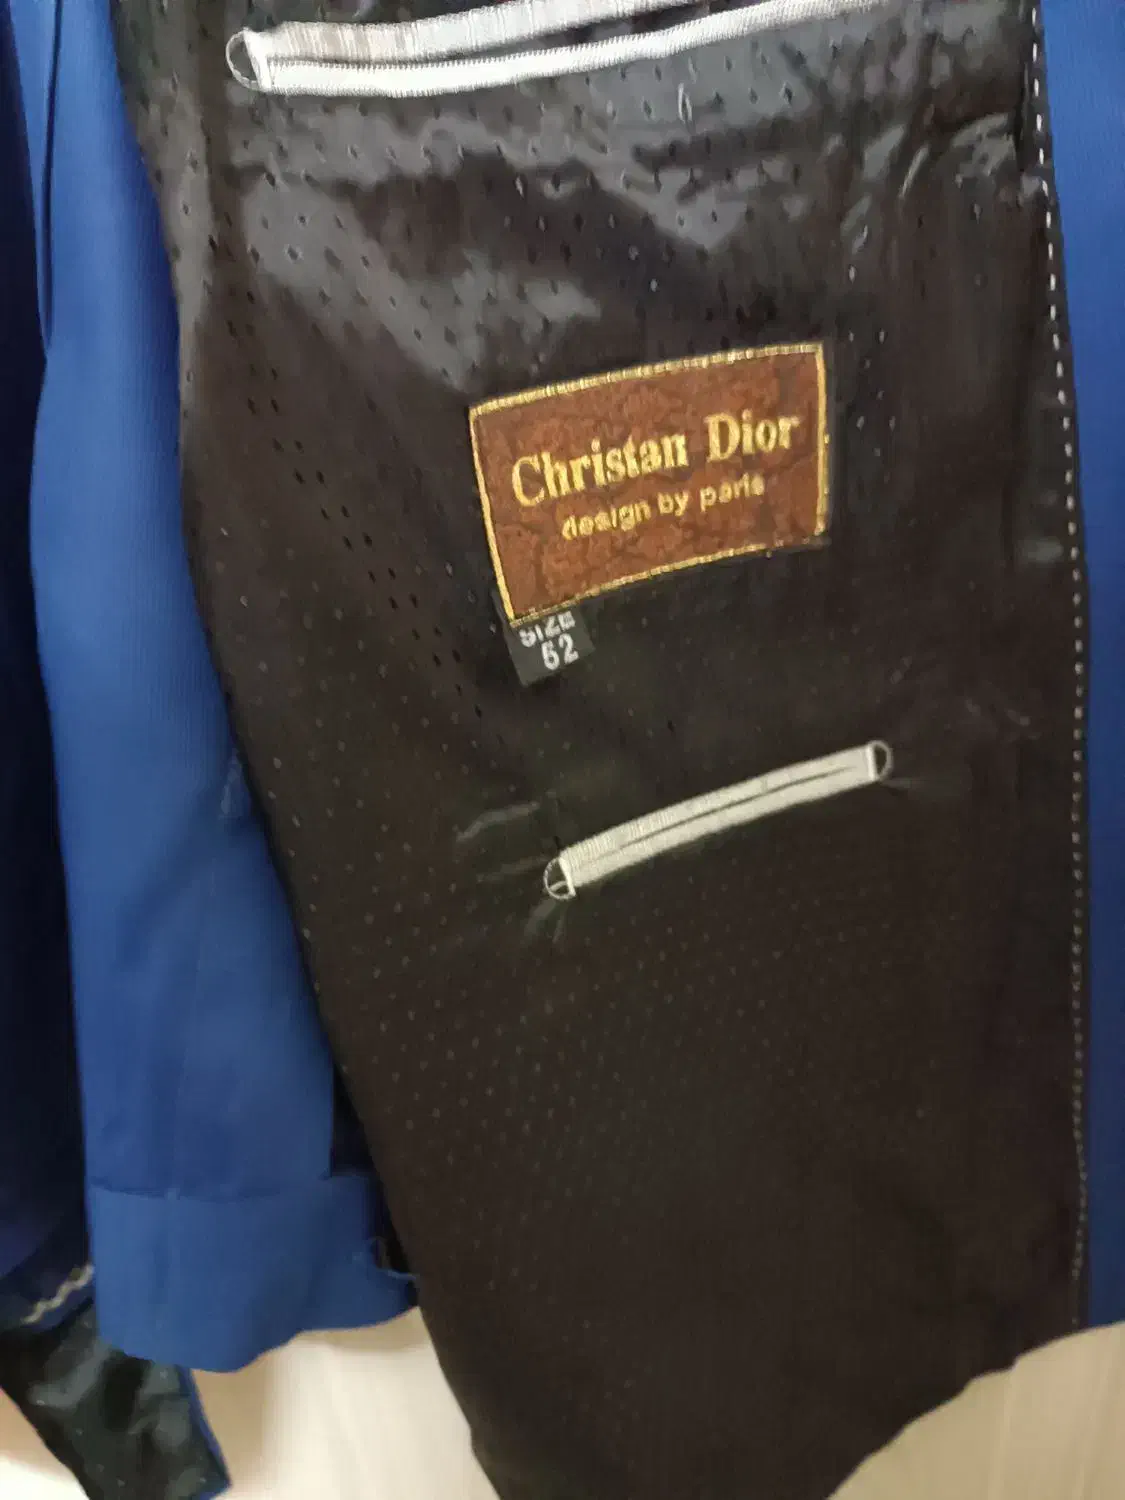 Christan Dior
design by paris
SIZE
52